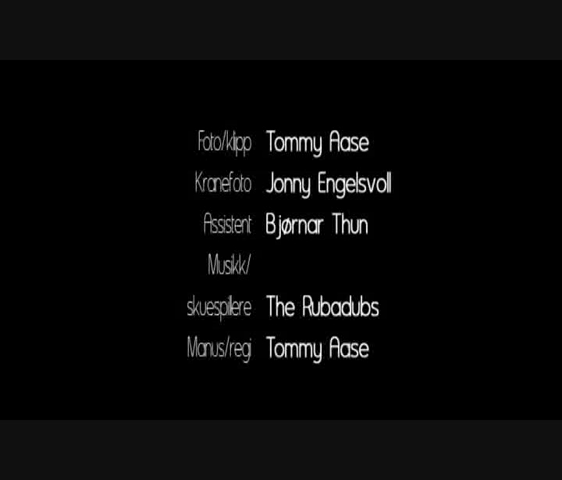 Foto/klipp Tommy Aase
Kranefoto Jonny Engelsvoll
Assistent Bjørnar Thun
Musikk/
skuespillere The Rubadubs
Manus/regi Tommy Aase